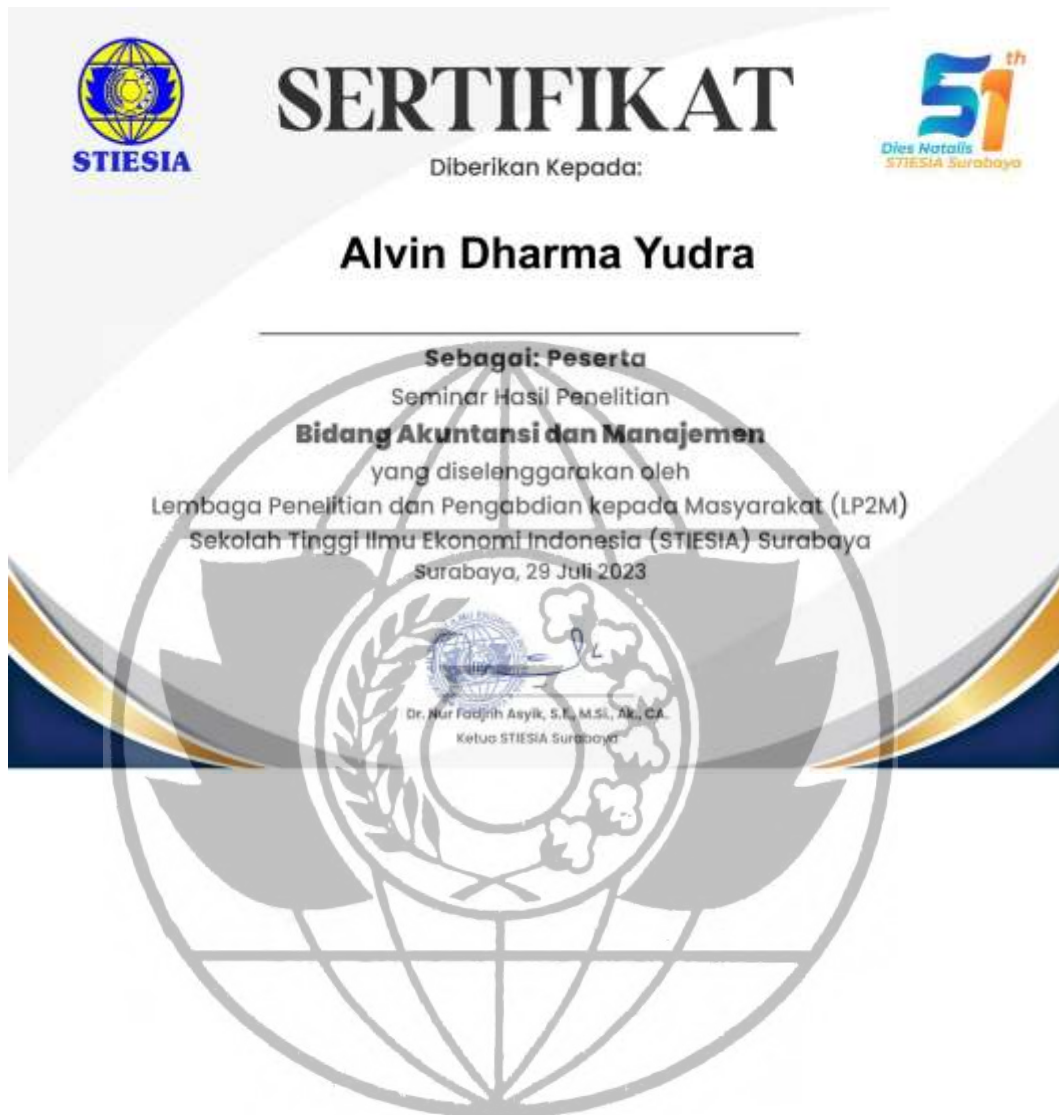 STIESIA
SERTIFIKAT
51th
Dies Natalis
STIESIA Surabaya
Diberikan Kepada:
Alvin Dharma Yudra
Sebagai: Peserta
Seminar Hasil Penelitian
Bidang Akuntansi dan Manajemen
yang diselenggarakan oleh
Lembaga Penelitian dan Pengabdian kepada Masyarakat (LP2M)
Sekolah Tinggi Ilmu Ekonomi Indonesia (STIESIA) Surabaya
Surabaya, 29 Juli 2023
Dr. Nur Fadjrih Asyik, S.E., M.Si., Ak., CA.
Ketua STIESIA Surabaya